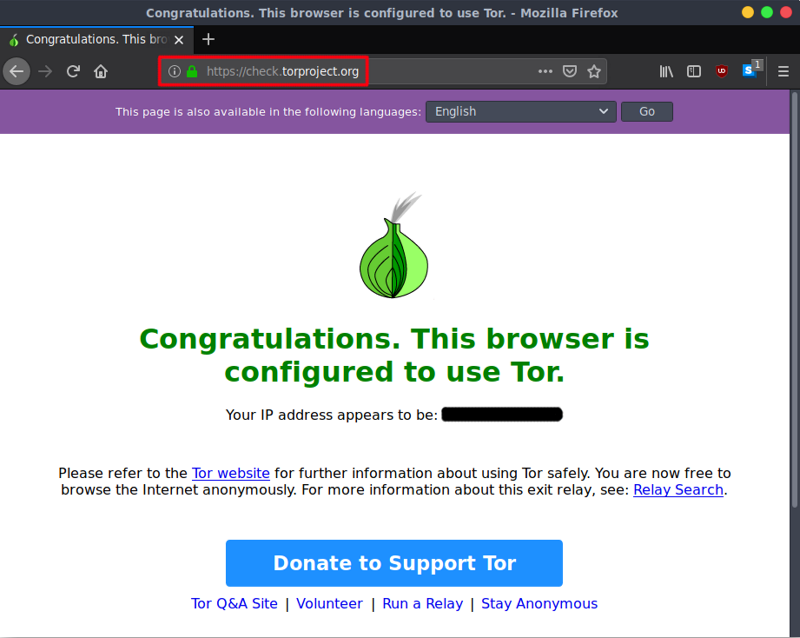 Congratulations. This browser is configured to use Tor. - Mozilla Firefox
Congratulations. This bro
https://check.torproject.org
1
This page is also available in the following languages: English Go
Congratulations. This browser is
configured to use Tor.
Your IP address appears to be:
Please refer to the Tor website for further information about using Tor safely. You are now free to
browse the Internet anonymously. For more information about this exit relay, see: Relay Search.
Donate to Support Tor
Tor Q&A Site | Volunteer | Run a Relay | Stay Anonymous